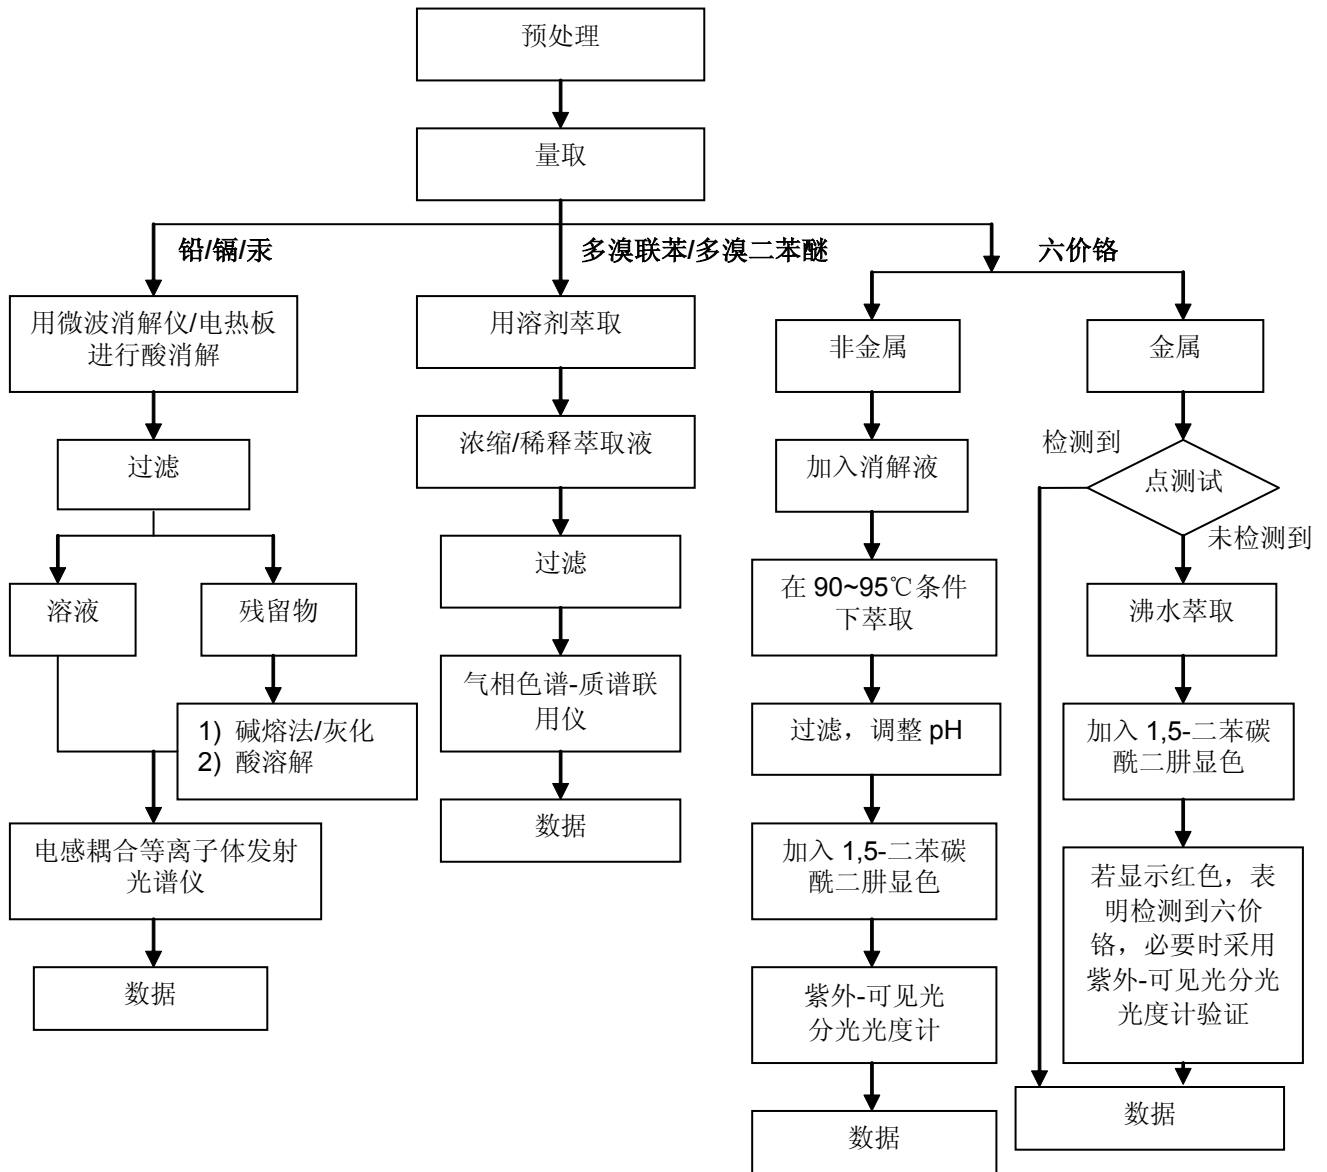 预处理
量取
铅/镉/汞
多溴联苯/多溴二苯醚
六价铬
用微波消解仪/电热板
进行酸消解
过滤
溶液
残留物
1) 碱熔法/灰化
2) 酸溶解
电感耦合等离子体发射
光谱仪
数据
用溶剂萃取
浓缩/稀释萃取液
过滤
气相色谱-质谱联
用仪
数据
非金属
加入消解液
在 90~95℃条件
下萃取
过滤，调整 pH
加入 1,5-二苯碳
酰二肼显色
紫外-可见光
分光光度计
数据
金属
检测到
点测试
未检测到
沸水萃取
加入 1,5-二苯碳
酰二肼显色
若显示红色，表
明检测到六价
铬，必要时采用
紫外-可见光分光
光度计验证
数据